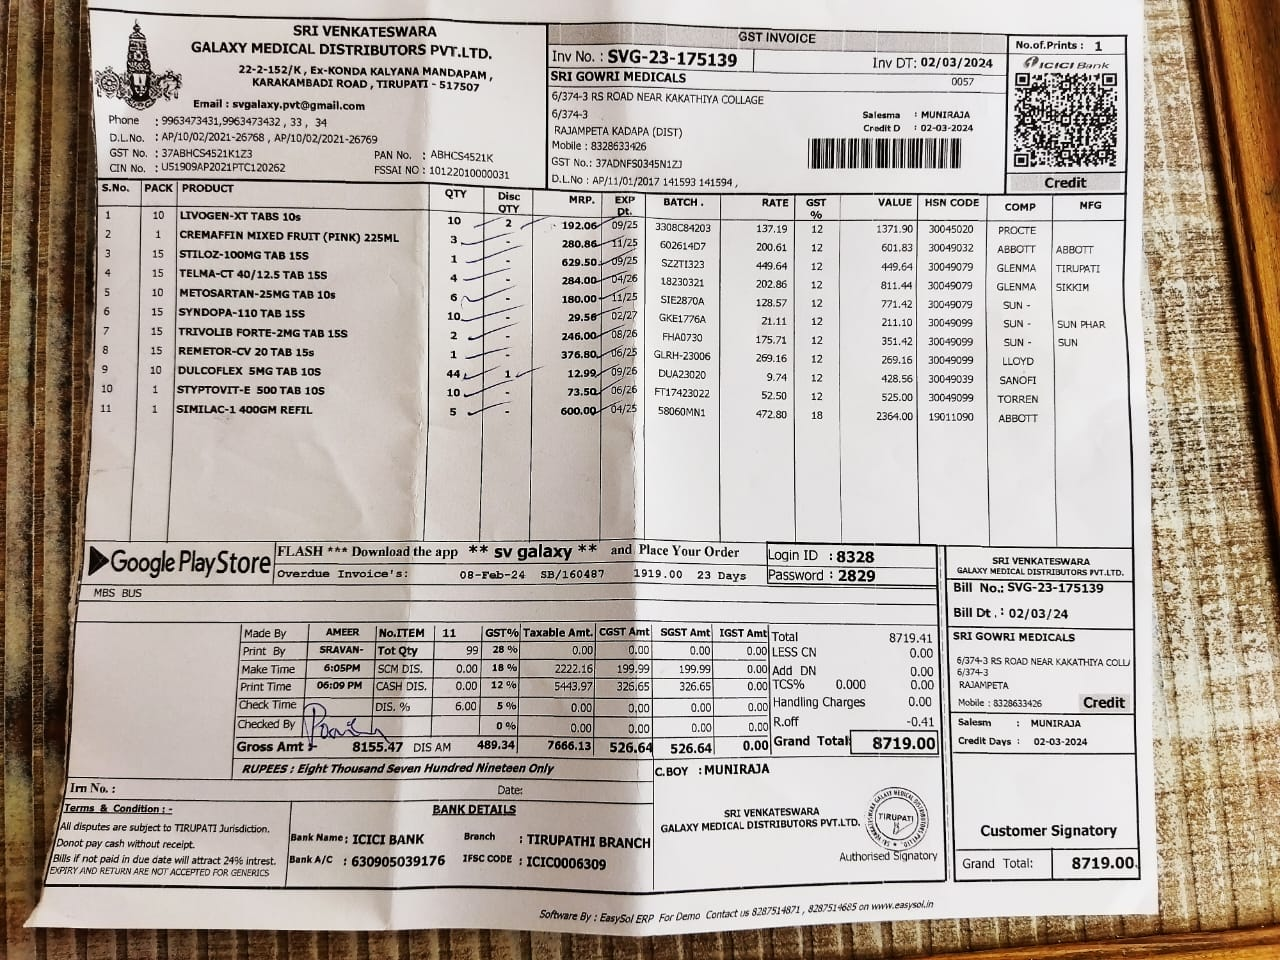 SRI VENKATESWARA
GALAXY MEDICAL DISTRIBUTORS PVT.LTD.
22-2-152/K , Ex-KONDA KALYANA MANDAPAM ,
KARAKAMBADI ROAD , TIRUPATI - 517507
Email : svgalaxy.pvt@gmail.com
Phone : 9963473431,9963473432 , 33 , 34
D.L.No. : AP/10/02/2021-26768 , AP/10/02/2021-26769
GST No. : 37ABHCS4521K1Z3 PAN No. : ABHCS4521K
CIN No. : U51909AP2021PTC120262 FSSAI NO : 10122010000031
GST INVOICE
Inv No. : SVG-23-175139 Inv DT: 02/03/2024
SRI GOWRI MEDICALS 0057
6/374-3 RS ROAD NEAR KAKATHIYA COLLAGE
6/374-3 Salesma : MUNIRAJA
RAJAMPETA KADAPA (DIST) Credit D : 02-03-2024
Mobile : 8328633426
GST No.: 37ADNFS0345N1ZJ
D.L.No : AP/11/01/2017 141593 141594 ,
No.of.Prints : 1
ICICI Bank
Credit
S.No. PACK PRODUCT QTY Disc QTY MRP. EXP Dt. BATCH . RATE GST % VALUE HSN CODE COMP MFG
1 10 LIVOGEN-XT TABS 10s 10 2 192.06 09/25 3308C84203 137.19 12 1371.90 30045020 PROCTE
2 1 CREMAFFIN MIXED FRUIT (PINK) 225ML 3 - 280.86 11/25 602614D7 200.61 12 601.83 30049032 ABBOTT ABBOTT
3 15 STILOZ-100MG TAB 15S 1 - 629.50 09/25 SZZTI323 449.64 12 449.64 30049079 GLENMA TIRUPATI
4 15 TELMA-CT 40/12.5 TAB 15S 4 - 284.00 04/26 18230321 202.86 12 811.44 30049079 GLENMA SIKKIM
5 10 METOSARTAN-25MG TAB 10s 6 - 180.00 11/25 SIE2870A 128.57 12 771.42 30049079 SUN -
6 15 SYNDOPA-110 TAB 15S 10 - 29.56 02/27 GKE1776A 21.11 12 211.10 30049099 SUN - SUN PHAR
7 15 TRIVOLIB FORTE-2MG TAB 15S 2 - 246.00 08/26 FHA0730 175.71 12 351.42 30049099 SUN - SUN
8 15 REMETOR-CV 20 TAB 15s 1 - 376.80 06/25 GLRH-23006 269.16 12 269.16 30049099 LLOYD
9 10 DULCOFLEX 5MG TAB 10S 44 1 12.99 09/26 DUA23020 9.74 12 428.56 30049039 SANOFI
10 1 STYPTOVIT-E 500 TAB 10S 10 - 73.50 06/26 FT17423022 52.50 12 525.00 30049099 TORREN
11 1 SIMILAC-1 400GM REFIL 5 - 600.00 04/25 58060MN1 472.80 18 2364.00 19011090 ABBOTT
Google Play Store
FLASH *** Download the app ** sv galaxy ** and Place Your Order
Overdue Invoice's: 08-Feb-24 SB/160487 1919.00 23 Days
Login ID : 8328
Password : 2829
MBS BUS
Made By AMEER No.ITEM 11 GST% Taxable Amt. CGST Amt SGST Amt IGST Amt
Print By SRAVAN- Tot Qty 99 28 % 0.00 0.00 0.00 0.00
Make Time 6:05PM SCM DIS. 0.00 18 % 2222.16 199.99 199.99 0.00
Print Time 06:09 PM CASH DIS. 0.00 12 % 5443.97 326.65 326.65 0.00
Check Time DIS. % 6.00 5 % 0.00 0.00 0.00 0.00
Checked By 0 % 0.00 0.00 0.00 0.00
Gross Amt :- 8155.47 DIS AM 489.34 7666.13 526.64 526.64 0.00
Total 8719.41
LESS CN 0.00
Add DN 0.00
TCS% 0.000 0.00
Handling Charges 0.00
R.off -0.41
Grand Total: 8719.00
RUPEES : Eight Thousand Seven Hundred Nineteen Only
C.BOY : MUNIRAJA
Irn No. : Date:
Terms & Condition : -
All disputes are subject to TIRUPATI Jurisdiction.
Donot pay cash without receipt.
Bills if not paid in due date will attract 24% intrest.
EXPIRY AND RETURN ARE NOT ACCEPTED FOR GENERICS
BANK DETAILS
Bank Name: ICICI BANK Branch : TIRUPATHI BRANCH
Bank A/C : 630905039176 IFSC CODE : ICIC0006309
SRI VENKATESWARA
GALAXY MEDICAL DISTRIBUTORS PVT.LTD.
TIRUPATI
Authorised Signatory
SRI VENKATESWARA
GALAXY MEDICAL DISTRIBUTORS PVT.LTD.
Bill No.: SVG-23-175139
Bill Dt. : 02/03/24
SRI GOWRI MEDICALS
6/374-3 RS ROAD NEAR KAKATHIYA COLL
6/374-3
RAJAMPETA
Mobile : 8328633426 Credit
Salesm : MUNIRAJA
Credit Days : 02-03-2024
Customer Signatory
Grand Total: 8719.00
Software By : EasySol ERP For Demo Contact us 8287514871 , 8287514685 on www.easysol.in